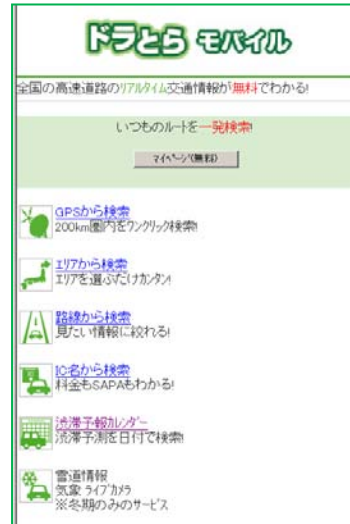 ドラとら モバイル
全国の高速道路のﾘｱﾙﾀｲﾑ交通情報が無料でわかる!
いつものルートを一発検索!
ﾏｲﾍﾟｰｼﾞ(無料)
GPSから検索
200km圏内をワンクリック検索!
エリアから検索
エリアを選ぶだけカンタン!
路線から検索
見たい情報に絞れる!
IC名から検索
料金もSAPAもわかる!
渋滞予報カレンダー
渋滞予測を日付で検索!
雪道情報
気象 ライブカメラ
※冬期のみのサービス